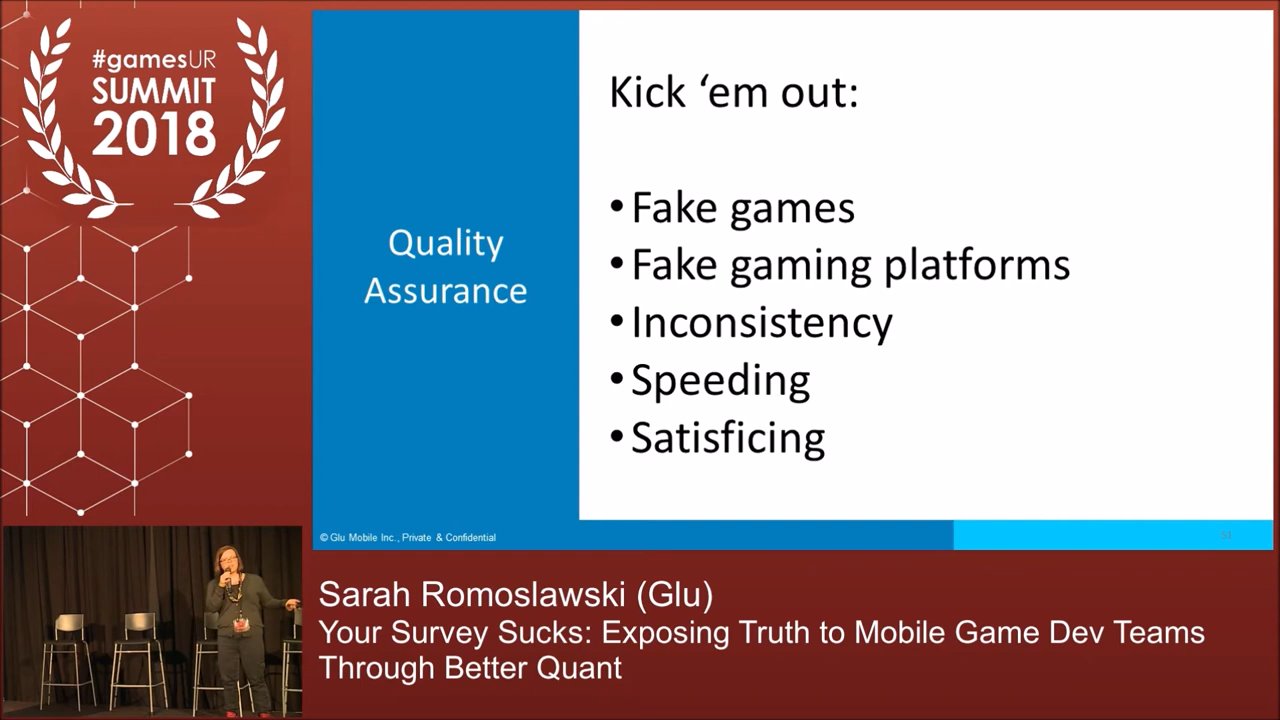 #gamesUR
SUMMIT
2018
Quality
Assurance
Kick ‘em out:
•Fake games
•Fake gaming platforms
•Inconsistency
•Speeding
•Satisficing
© Glu Mobile Inc., Private & Confidential
51
Sarah Romoslawski (Glu)
Your Survey Sucks: Exposing Truth to Mobile Game Dev Teams
Through Better Quant